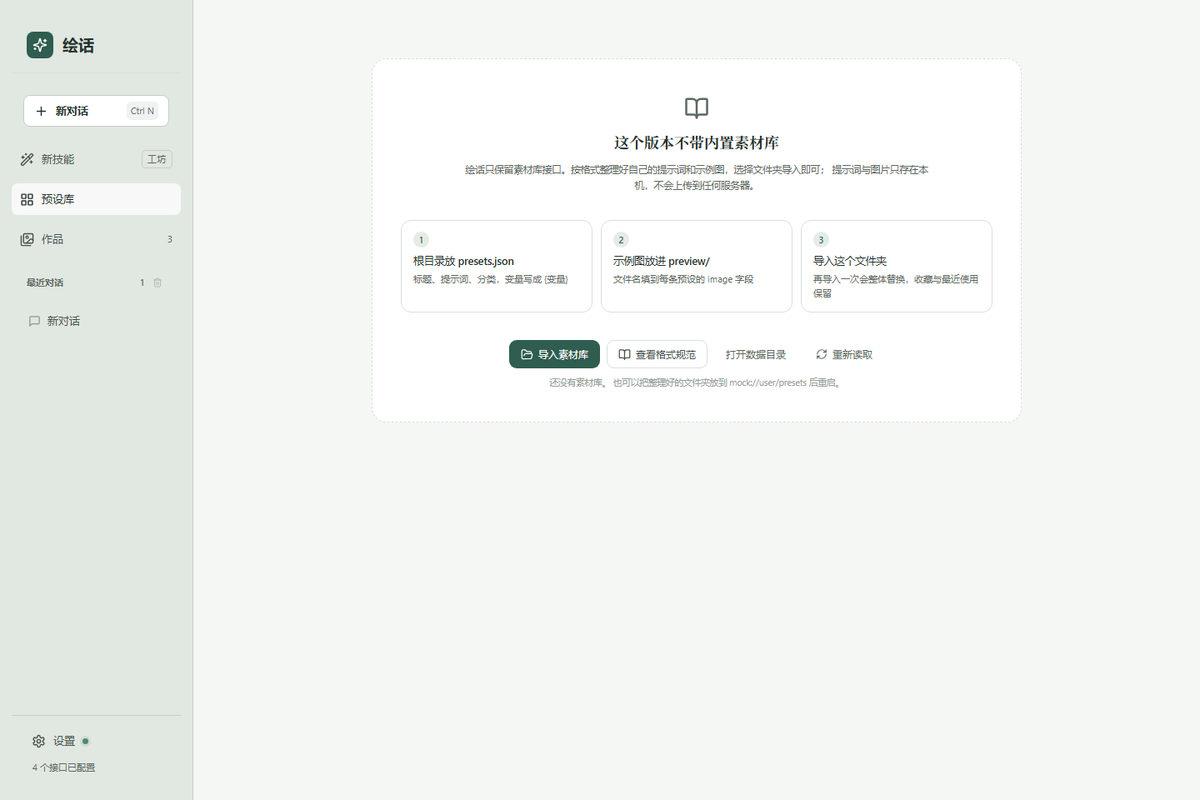 绘话
新对话 Ctrl N
新技能 工坊
预设库
作品 3
最近对话 1
新对话
设置
4 个接口已配置
这个版本不带内置素材库
绘话只保留素材库接口。按格式整理好自己的提示词和示例图，选择文件夹导入即可； 提示词与图片只存在本
机，不会上传到任何服务器。
1
根目录放 presets.json
标题、提示词、分类，变量写成 {变量}
2
示例图放进 preview/
文件名填到每条预设的 image 字段
3
导入这个文件夹
再导入一次会整体替换，收藏与最近使用
保留
导入素材库 查看格式规范 打开数据目录 重新读取
还没有素材库。 也可以把整理好的文件夹放到 mock://user/presets 后重启。